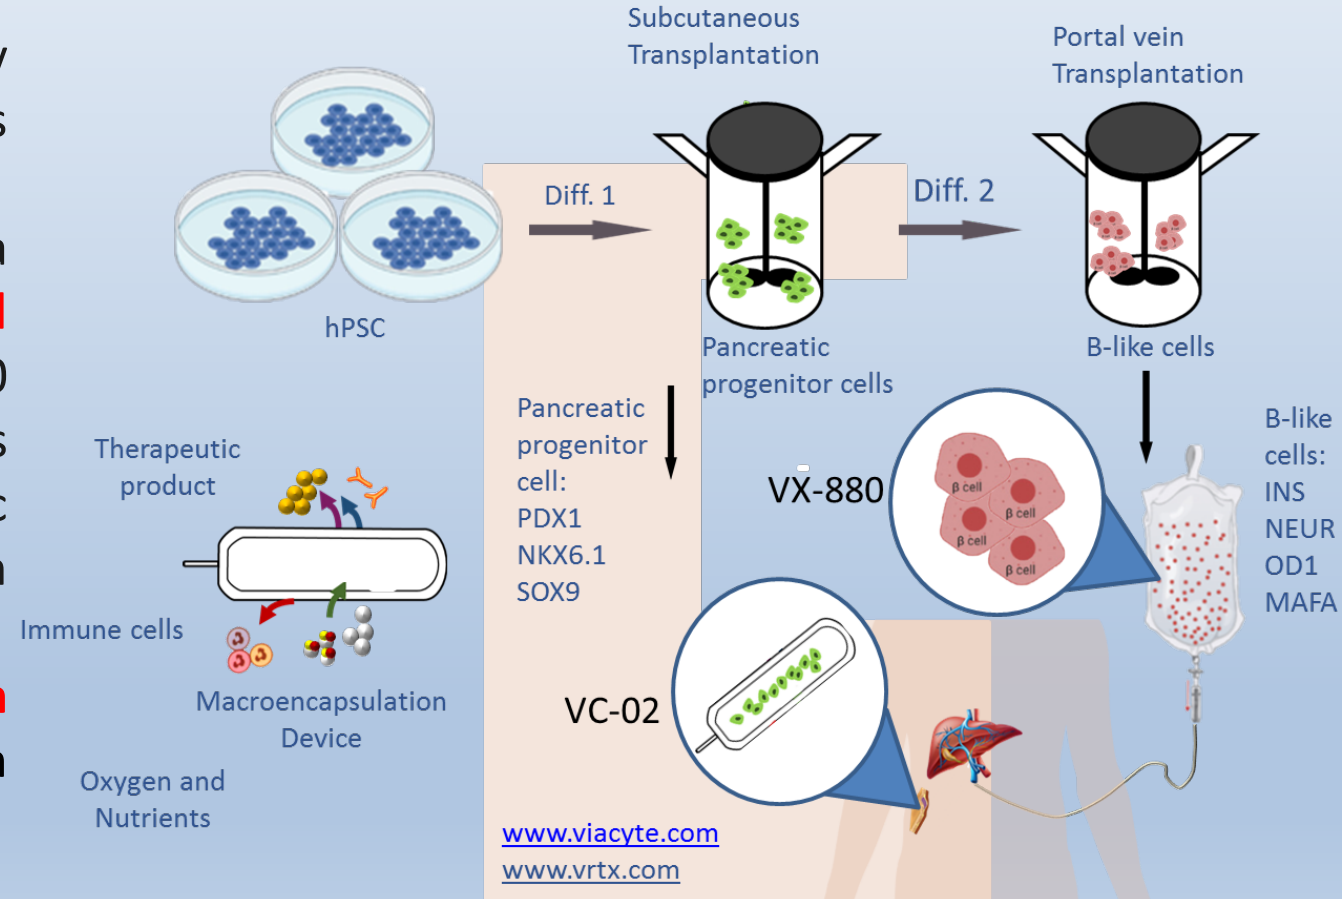 Subcutaneous
Transplantation
Portal vein
Transplantation
Diff. 1
Diff. 2
hPSC
Pancreatic
progenitor cells
B-like cells
Pancreatic
progenitor
cell:
PDX1
NKX6.1
SOX9
B-like
cells:
INS
NEUR
OD1
MAFA
Therapeutic
product
VX-880
β cell
β cell
β cell
β cell
Immune cells
Macroencapsulation
Device
VC-02
Oxygen and
Nutrients
www.viacyte.com
www.vrtx.com